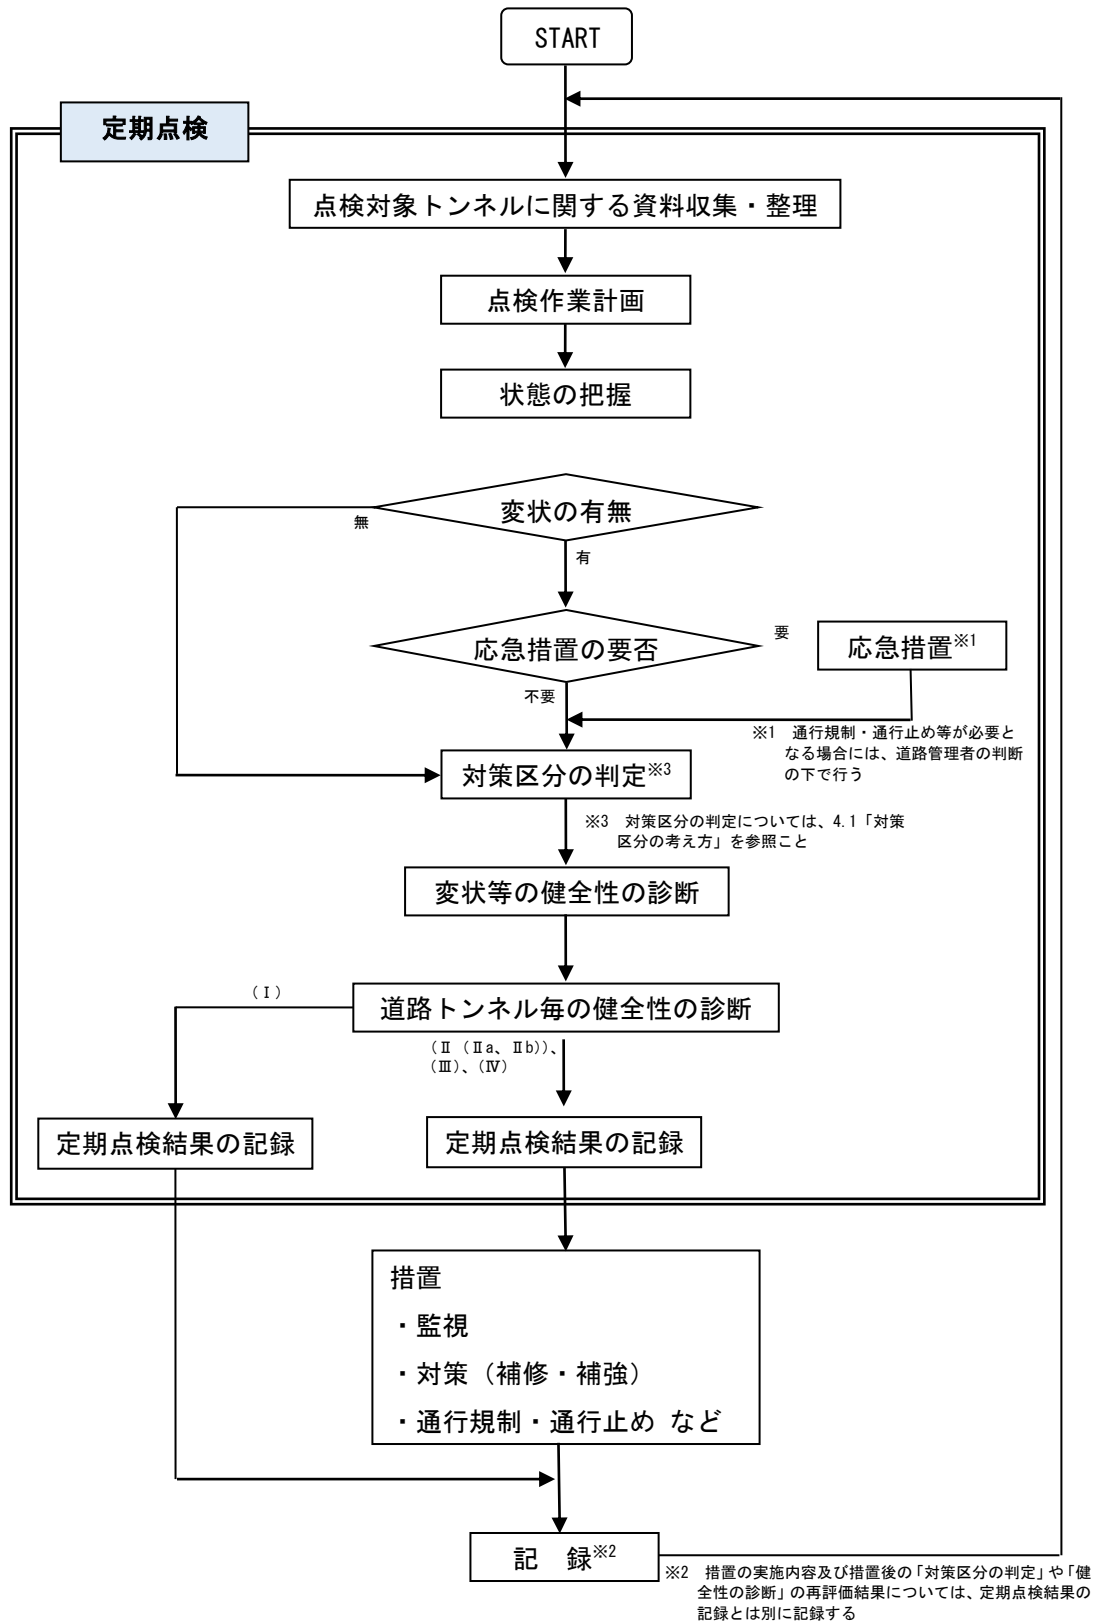 START
定期点検
点検対象トンネルに関する資料収集・整理
点検作業計画
状態の把握
変状の有無
無
有
応急措置の要否
要
応急措置※1
不要
※1 通行規制・通行止め等が必要と
なる場合には、道路管理者の判断
の下で行う
対策区分の判定※3
※3 対策区分の判定については、4.1「対策
区分の考え方」を参照こと
変状等の健全性の診断
(Ⅰ)
道路トンネル毎の健全性の診断
(Ⅱ(Ⅱa、Ⅱb))、
(Ⅲ)、(Ⅳ)
定期点検結果の記録
定期点検結果の記録
措置
・監視
・対策(補修・補強)
・通行規制・通行止め など
記 録※2
※2 措置の実施内容及び措置後の「対策区分の判定」や「健
全性の診断」の再評価結果については、定期点検結果の
記録とは別に記録する